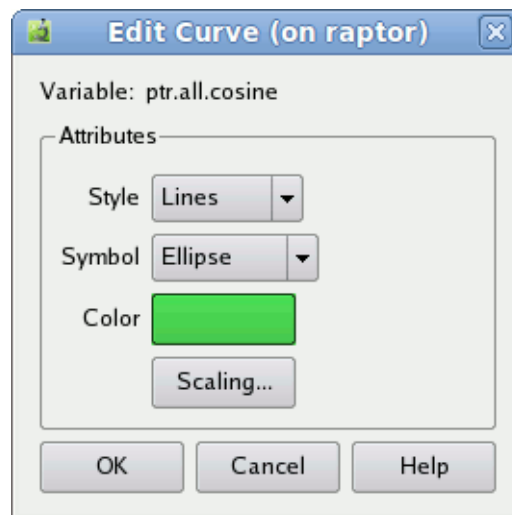 Edit Curve (on raptor)
Variable: ptr.all.cosine
Attributes
Style Lines
Symbol Ellipse
Color
Scaling...
OK Cancel Help